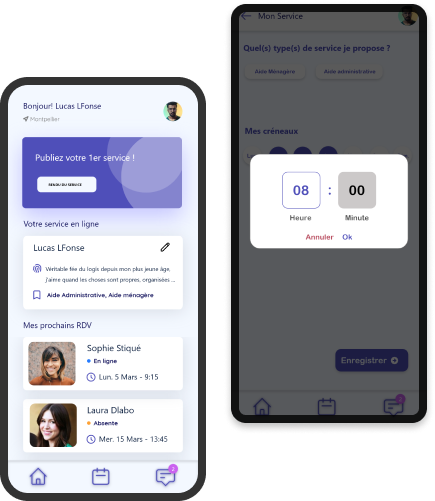 Bonjour! Lucas LFonse
Montpellier
Publiez votre 1er service !
RENDU DU SERVICE
Votre service en ligne
Lucas LFonse
Véritable fée du logis depuis mon plus jeune âge,
j'aime quand les choses sont propres, organisées ...
Aide Administrative, Aide ménagère
Mes prochains RDV
Sophie Stiqué
En ligne
Lun. 5 Mars - 9:15
Laura Dlabo
Absente
Mer. 15 Mars - 13:45
Mon Service
Quel(s) type(s) de service je propose ?
Aide Ménagère
Aide administrative
Mes créneaux
08 : 00
Heure Minute
Annuler Ok
Enregistrer